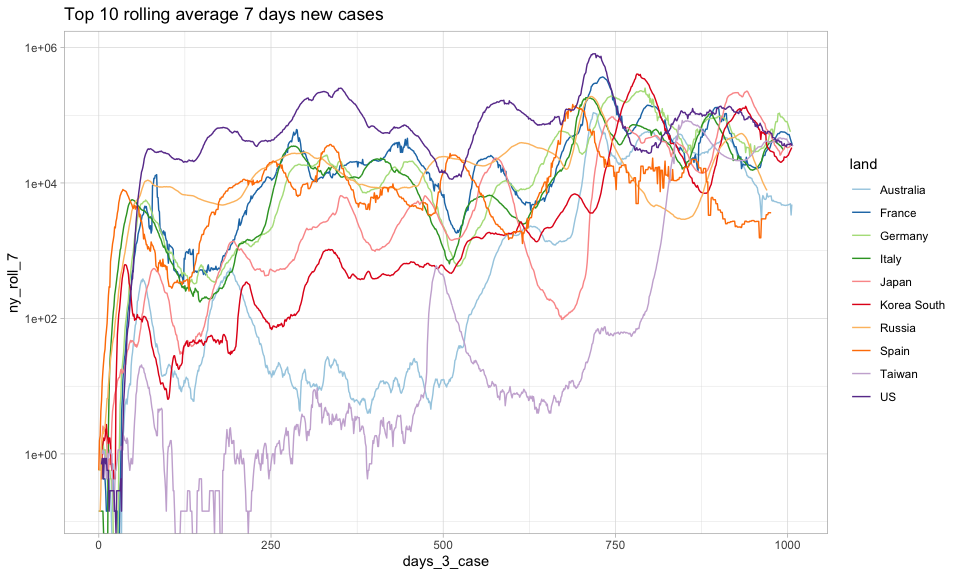 Top 10 rolling average 7 days new cases
1e+06
1e+04
1e+02
1e+00
ny_roll_7
0
250
500
750
1000
days_3_case
land
Australia
France
Germany
Italy
Japan
Korea South
Russia
Spain
Taiwan
US